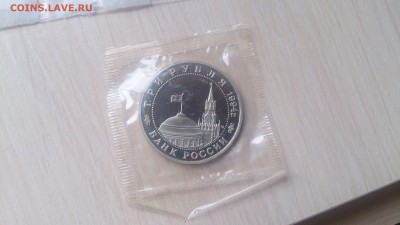 COINS.LAVE.RU
ТРИ РУБЛЯ 1994 г.
БАНК РОССИИ